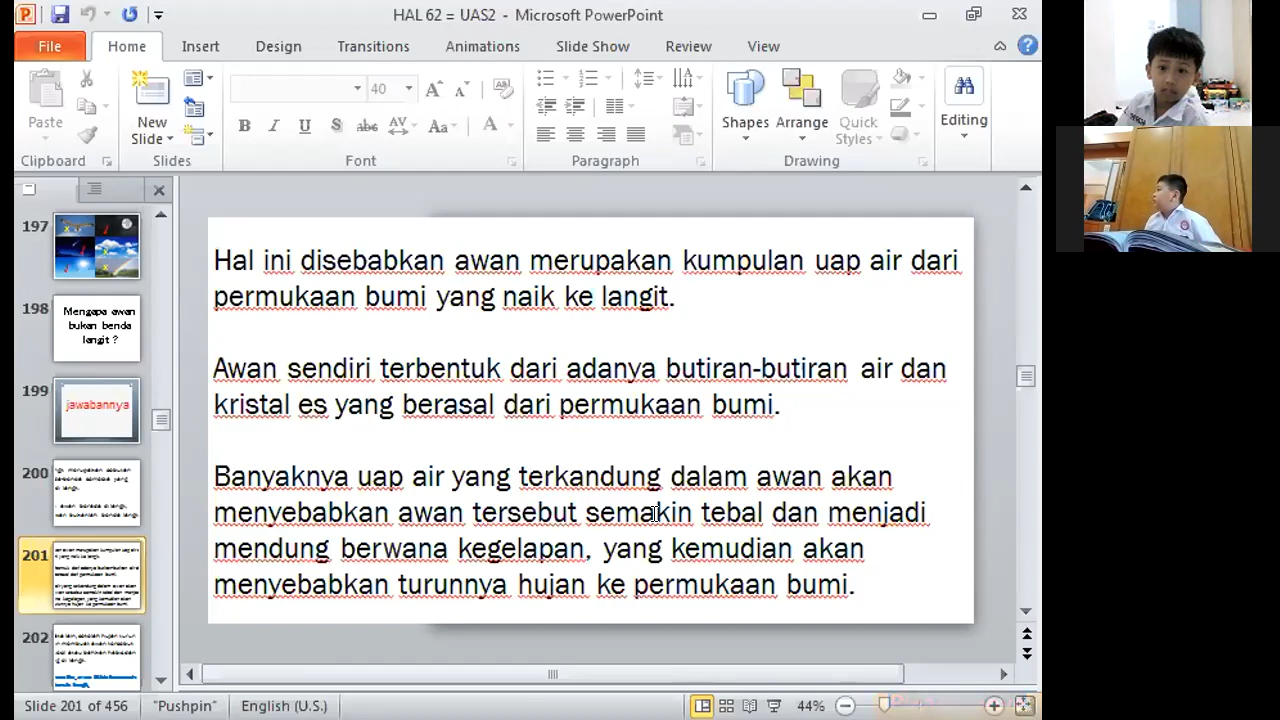 HAL 62 = UAS2 - Microsoft PowerPoint
File Home Insert Design Transitions Animations Slide Show Review View
Paste
New
Slide
40
Shapes Arrange Quick
Styles
Editing
Clipboard Slides Font Paragraph Drawing
197
198
Mengapa awan
bukan benda
langit ?
199
jawabannya
200
201
202
Hal ini disebabkan awan merupakan kumpulan uap air dari
permukaan bumi yang naik ke langit.
Awan sendiri terbentuk dari adanya butiran-butiran air dan
kristal es yang berasal dari permukaan bumi.
Banyaknya uap air yang terkandung dalam awan akan
menyebabkan awan tersebut semakin tebal dan menjadi
mendung berwana kegelapan, yang kemudian akan
menyebabkan turunnya hujan ke permukaan bumi.
Slide 201 of 456 "Pushpin" English (U.S.) 44%